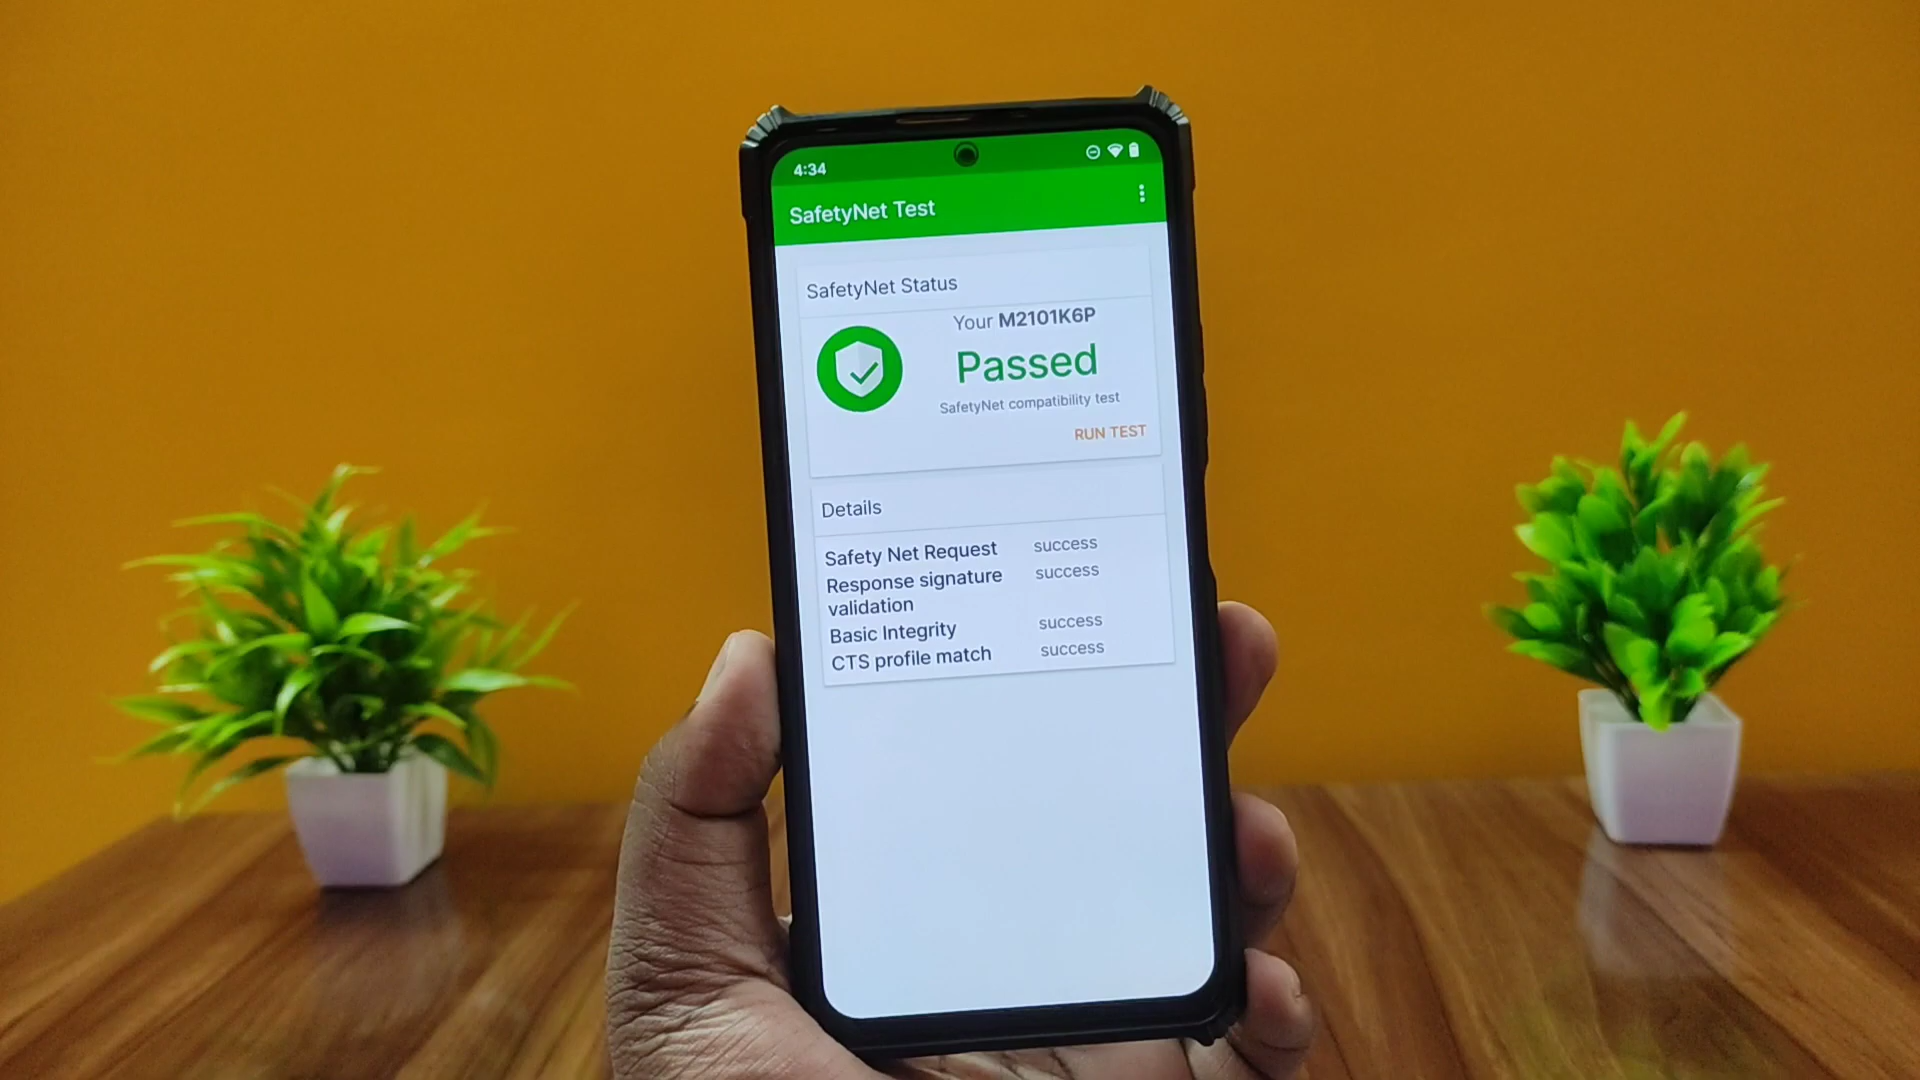 4:34
SafetyNet Test
SafetyNet Status
Your M2101K6P
Passed
SafetyNet compatibility test
RUN TEST
Details
Safety Net Request success
Response signature success
validation
Basic Integrity success
CTS profile match success